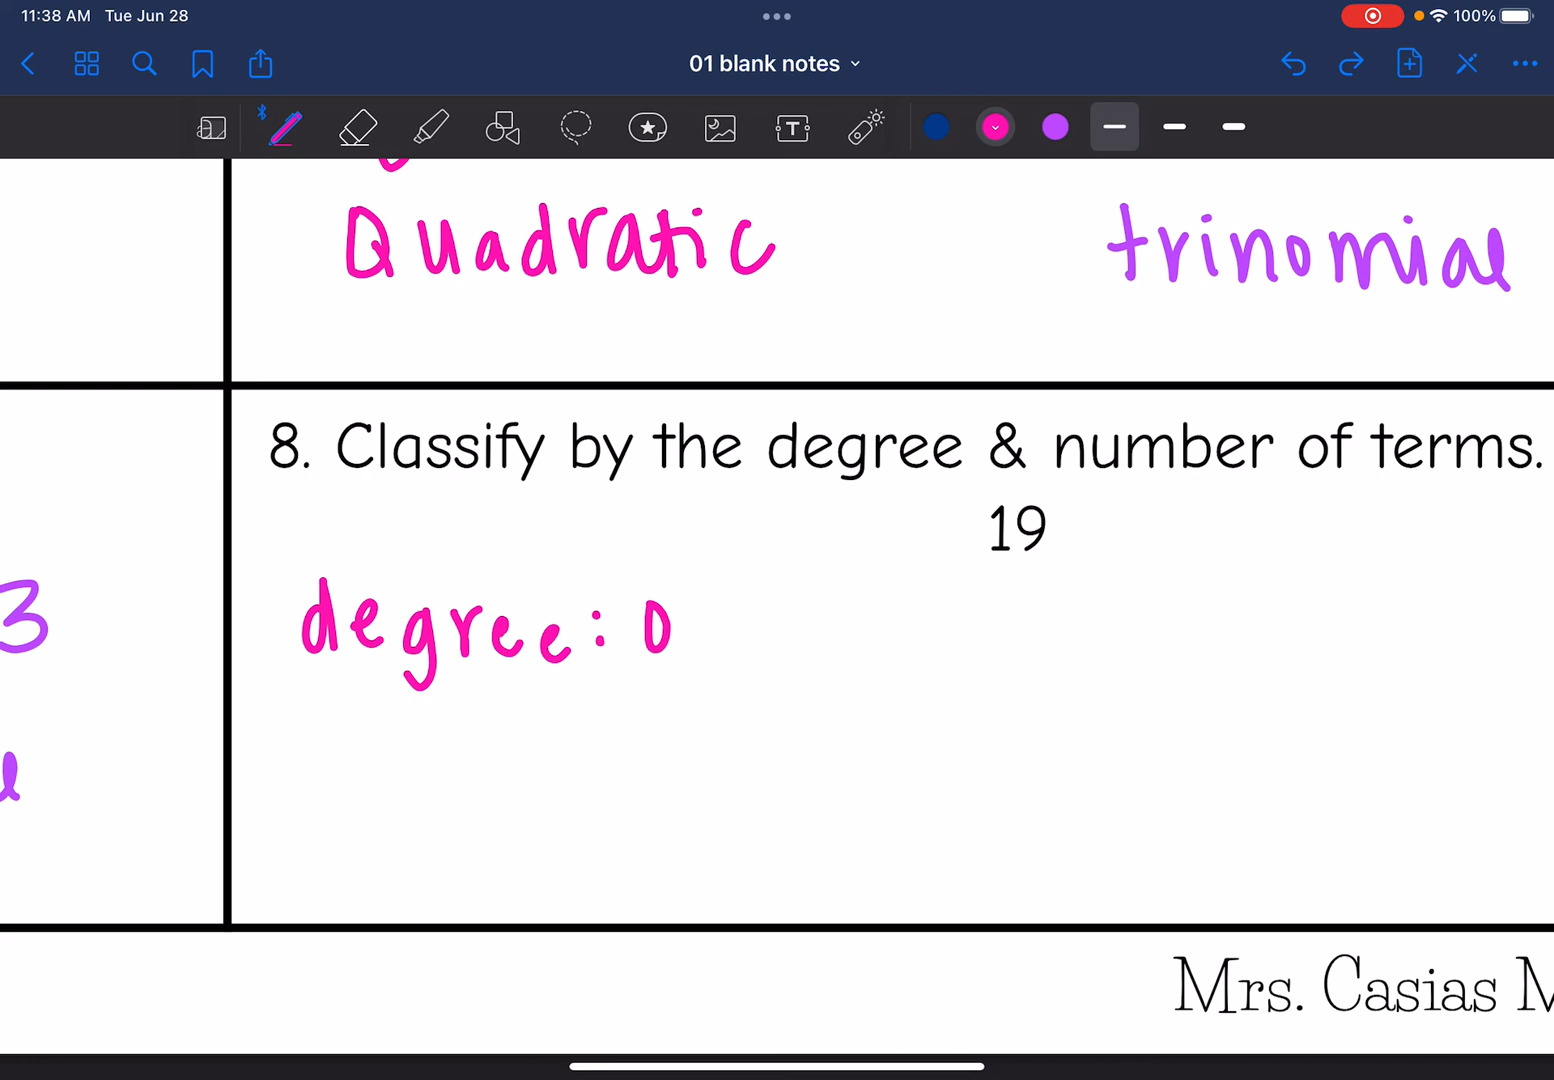 11:38 AM Tue Jun 28
100%
01 blank notes
T
Quadratic
trinomial
8. Classify by the degree & number of terms.
19
3
degree: 0
Mrs. Casias M